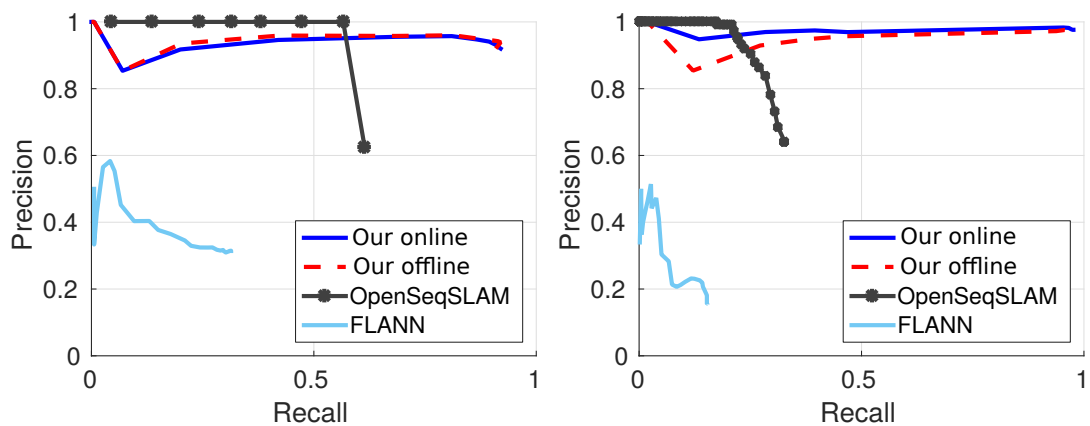 1
0.8
0.6
0.4
0.2
0
Precision
Our online
Our offline
OpenSeqSLAM
FLANN
0 0.5 1
Recall
1
0.8
0.6
0.4
0.2
0
Precision
Our online
Our offline
OpenSeqSLAM
FLANN
0 0.5 1
Recall